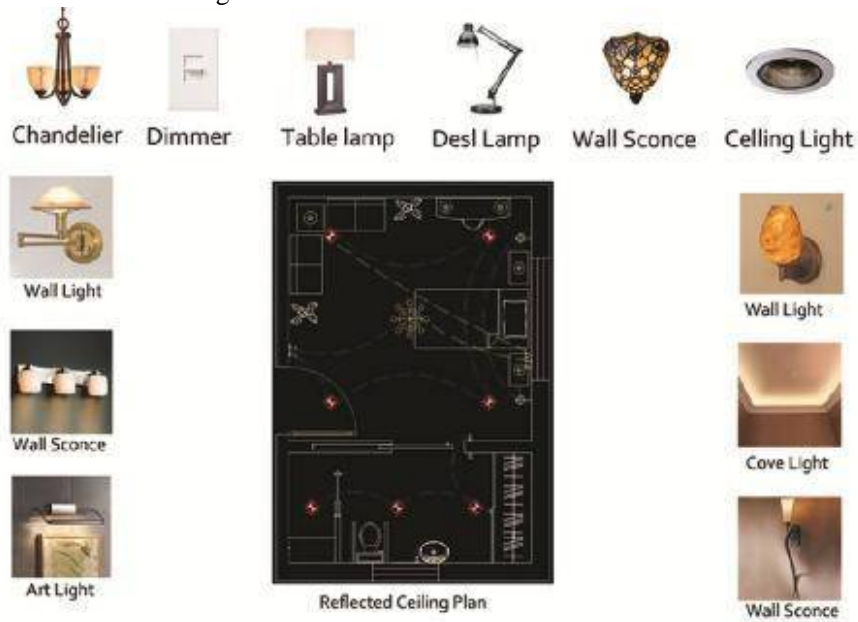 Chandelier
Dimmer
Table lamp
Desl Lamp
Wall Sconce
Celling Light
Wall Light
Wall Light
Wall Sconce
Cove Light
Art Light
Reflected Ceiling Plan
Wall Sconce